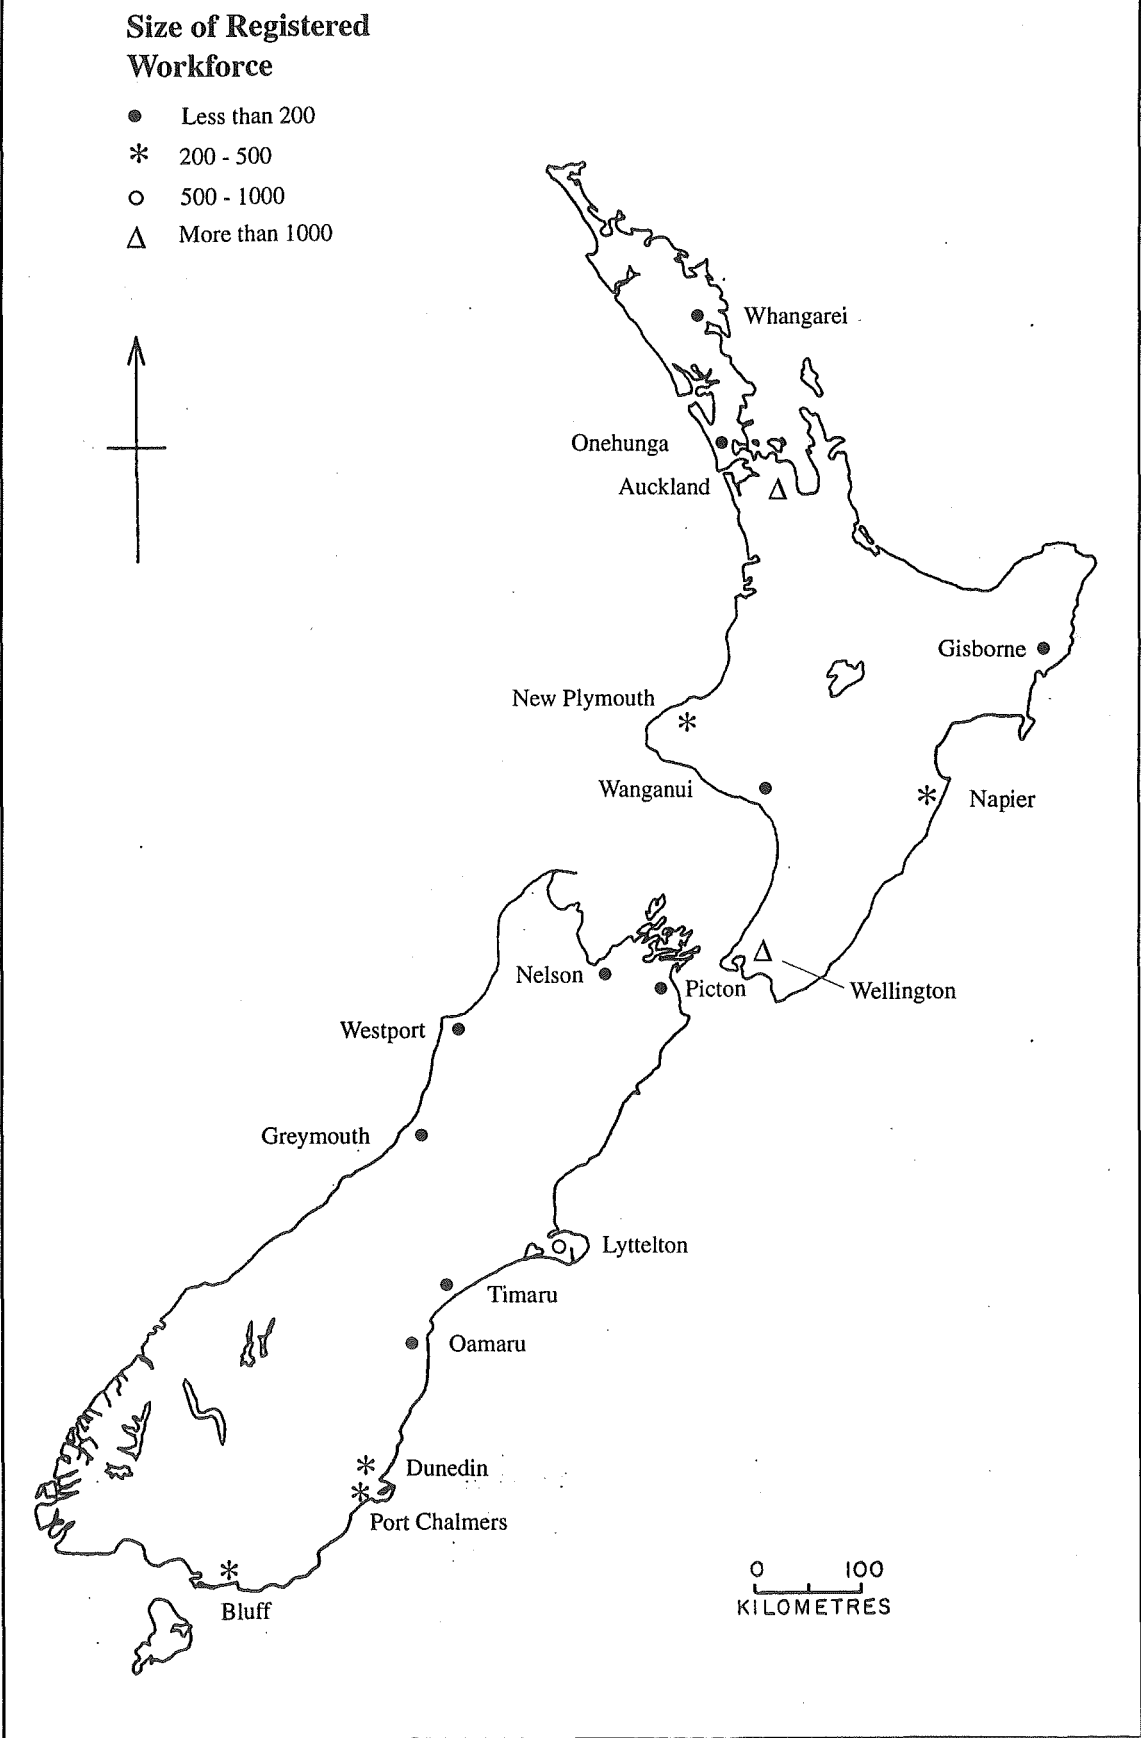 Size of Registered
Workforce
Less than 200
200 - 500
500 - 1000
More than 1000
Whangarei
Onehunga
Auckland
Gisborne
New Plymouth
Wanganui
Napier
Nelson
Picton
Wellington
Westport
Greymouth
Lyttelton
Timaru
Oamaru
Dunedin
Port Chalmers
Bluff
0 100
KILOMETRES